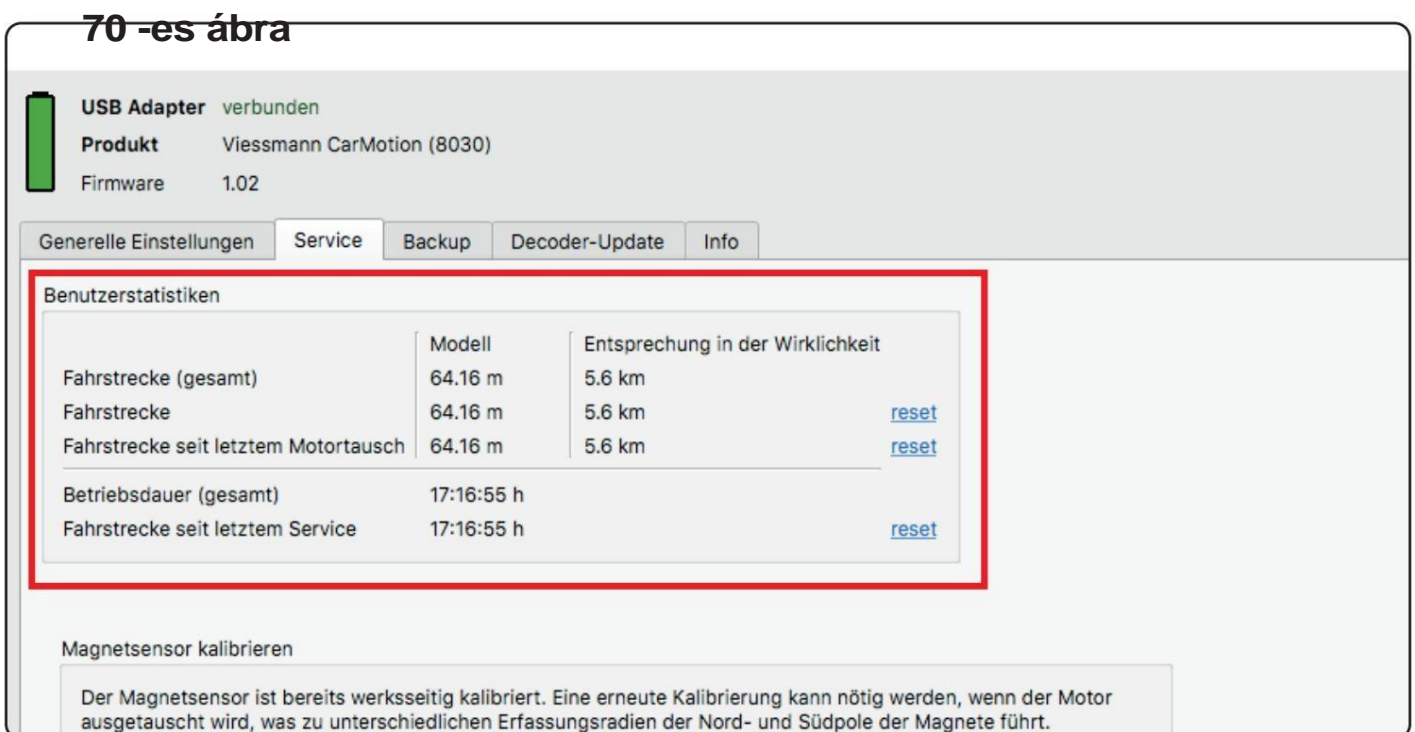 70 -es ábra
USB Adapter verbunden
Produkt Viessmann CarMotion (8030)
Firmware 1.02
Generelle Einstellungen Service Backup Decoder-Update Info
Benutzerstatistiken
Modell Entsprechung in der Wirklichkeit
Fahrstrecke (gesamt) 64.16 m 5.6 km
Fahrstrecke 64.16 m 5.6 km reset
Fahrstrecke seit letztem Motortausch 64.16 m 5.6 km reset
Betriebsdauer (gesamt) 17:16:55 h
Fahrstrecke seit letztem Service 17:16:55 h reset
Magnetsensor kalibrieren
Der Magnetsensor ist bereits werksseitig kalibriert. Eine erneute Kalibrierung kann nötig werden, wenn der Motor
ausgetauscht wird, was zu unterschiedlichen Erfassungsradien der Nord- und Südpole der Magnete führt.